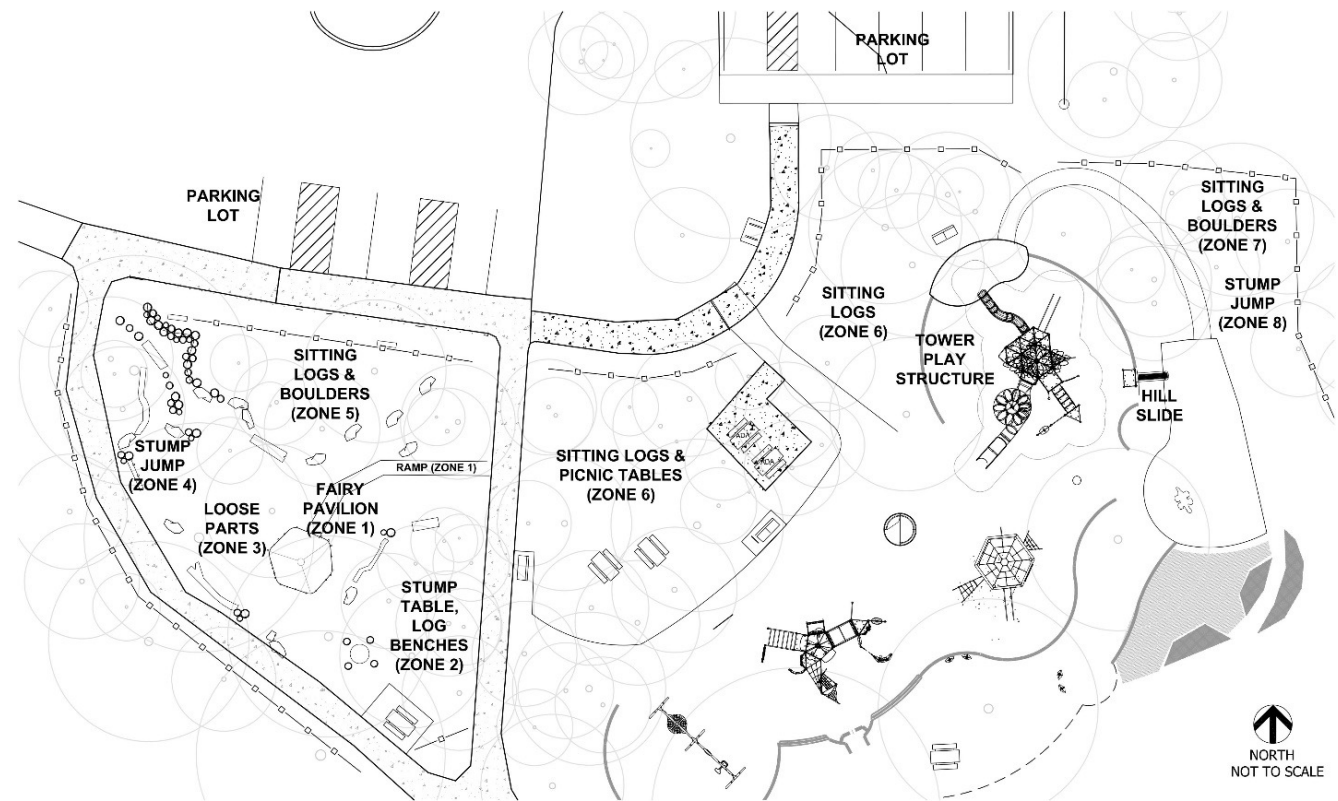 PARKING
LOT
PARKING
LOT
SITTING
LOGS &
BOULDERS
(ZONE 7)
STUMP
JUMP
(ZONE 8)
SITTING
LOGS
(ZONE 6)
TOWER
PLAY
STRUCTURE
HILL
SLIDE
SITTING
LOGS &
BOULDERS
(ZONE 5)
STUMP
JUMP
(ZONE 4)
RAMP (ZONE 1)
FAIRY
PAVILION
(ZONE 1)
LOOSE
PARTS
(ZONE 3)
SITTING LOGS &
PICNIC TABLES
(ZONE 6)
ADA
ADA
STUMP
TABLE,
LOG
BENCHES
(ZONE 2)
NORTH
NOT TO SCALE